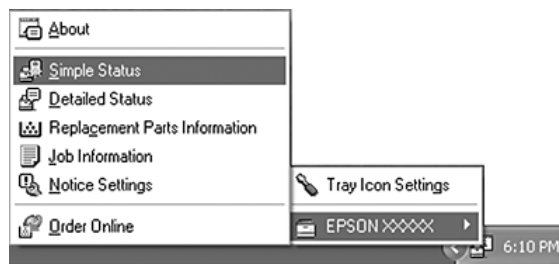 About
Simple Status
Detailed Status
Replacement Parts Information
Job Information
Notice Settings
Order Online
Tray Icon Settings
EPSON XXXXX
6:10 PM